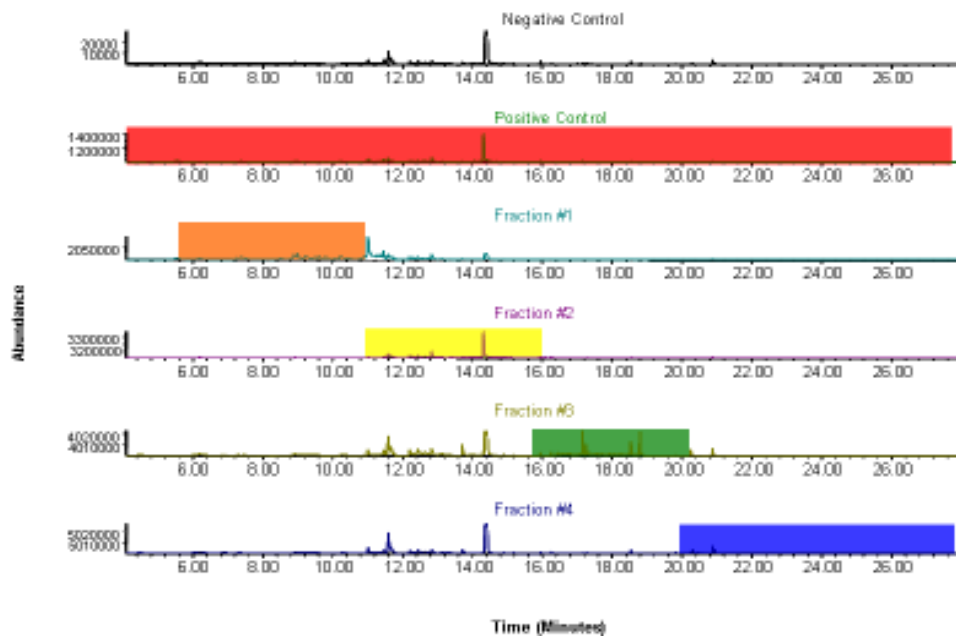 Negative Control
20000
10000
6.00 8.00 10.00 12.00 14.00 16.00 18.00 20.00 22.00 24.00 26.00
Positive Control
1400000
1200000
6.00 8.00 10.00 12.00 14.00 16.00 18.00 20.00 22.00 24.00 26.00
Fraction #1
2050000
6.00 8.00 10.00 12.00 14.00 16.00 18.00 20.00 22.00 24.00 26.00
Fraction #2
3300000
3200000
6.00 8.00 10.00 12.00 14.00 16.00 18.00 20.00 22.00 24.00 26.00
Fraction #3
4020000
4010000
6.00 8.00 10.00 12.00 14.00 16.00 18.00 20.00 22.00 24.00 26.00
Fraction #4
5020000
5010000
6.00 8.00 10.00 12.00 14.00 16.00 18.00 20.00 22.00 24.00 26.00
Abundance
Time (Minutes)